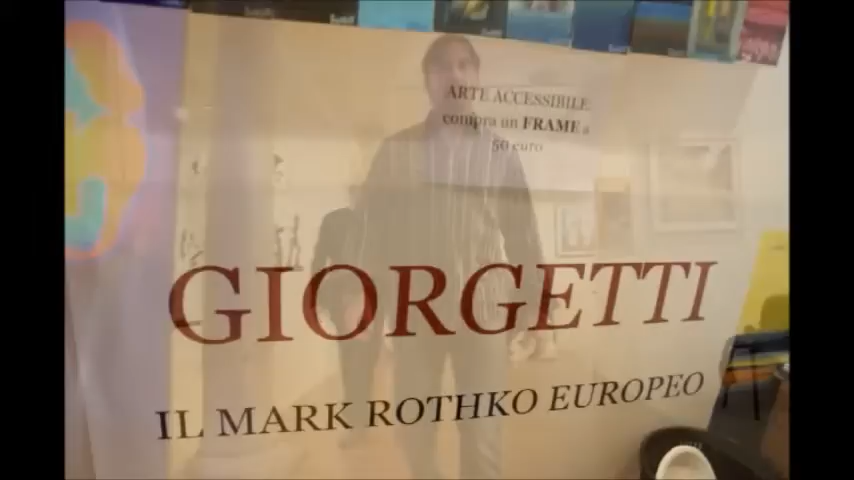 ARTE ACCESSIBILE
compra un FRAME a
50 euro
GIORGETTI
IL MARK ROTHKO EUROPEO